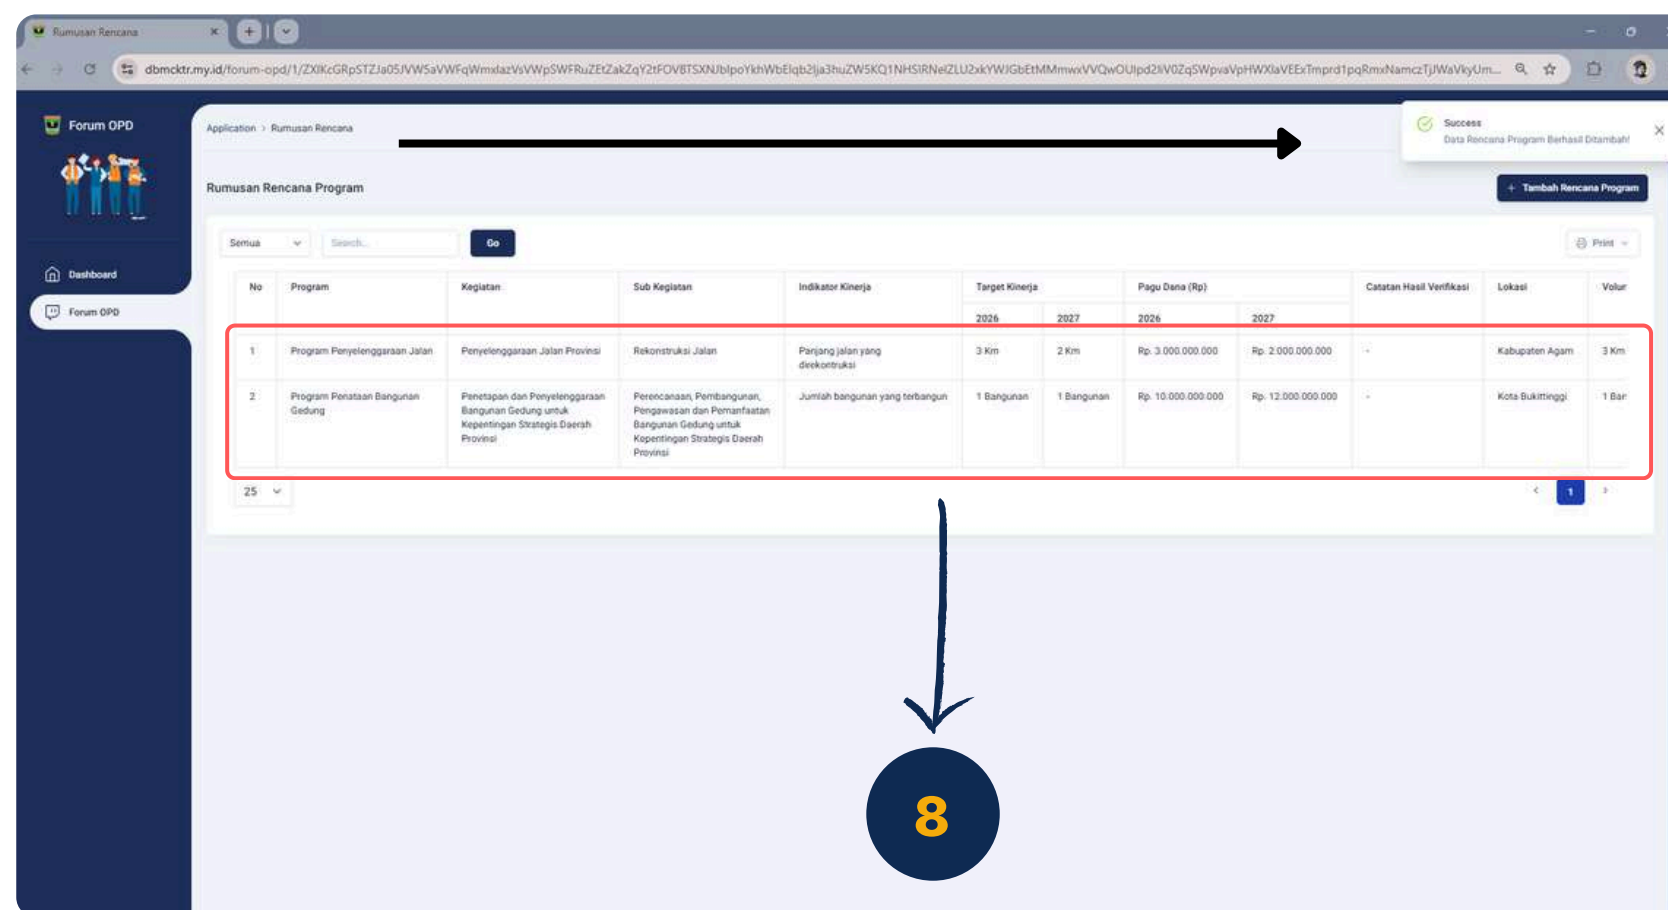 Rumusan Rencana
Forum OPD
Application > Rumusan Rencana
Success
Data Rencana Program Berhasil Ditambah!
Rumusan Rencana Program
+ Tambah Rencana Program
Semua
Search...
Go
Print
Dashboard
Forum OPD
No Program Kegiatan Sub Kegiatan Indikator Kinerja Target Kinerja Pagu Dana (Rp) Catatan Hasil Verifikasi Lokasi Volur
2026 2027 2026 2027
1 Program Penyelenggaraan Jalan Penyelenggaraan Jalan Provinsi Rekonstruksi Jalan Panjang jalan yang 3 Km 2 Km Rp. 3.000.000.000 Rp. 2.000.000.000 - Kabupaten Agam 3 Km
direkontruksi
2 Program Penataan Bangunan Penetapan dan Penyelenggaraan Perencanaan, Pembangunan, Jumlah bangunan yang terbangun 1 Bangunan 1 Bangunan Rp. 10.000.000.000 Rp. 12.000.000.000 - Kota Bukittinggi 1 Ban
Gedung Bangunan Gedung untuk Pengawasan dan Pemanfaatan
Kepentingan Strategis Daerah Bangunan Gedung untuk
Provinsi Kepentingan Strategis Daerah
Provinsi
25
1
8